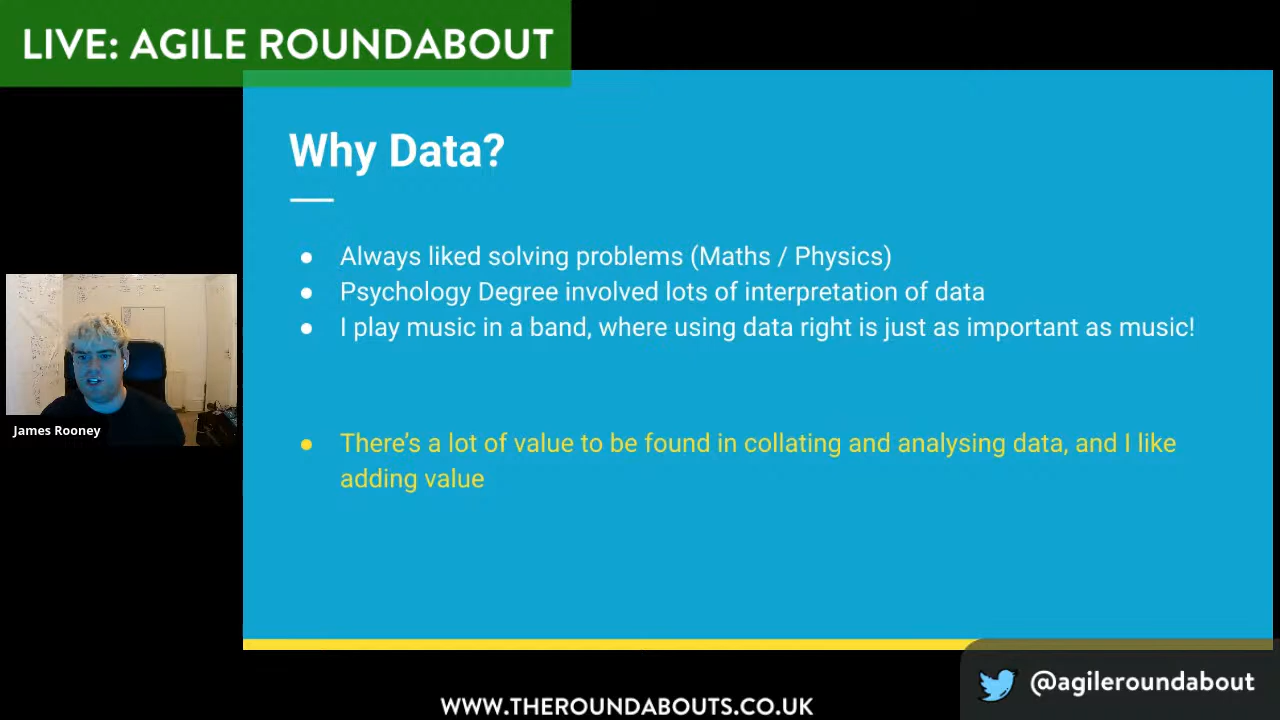 LIVE: AGILE ROUNDABOUT
Why Data?
Always liked solving problems (Maths / Physics)
Psychology Degree involved lots of interpretation of data
I play music in a band, where using data right is just as important as music!
There's a lot of value to be found in collating and analysing data, and I like
adding value
James Rooney
@agileroundabout
WWW.THEROUNDABOUTS.CO.UK